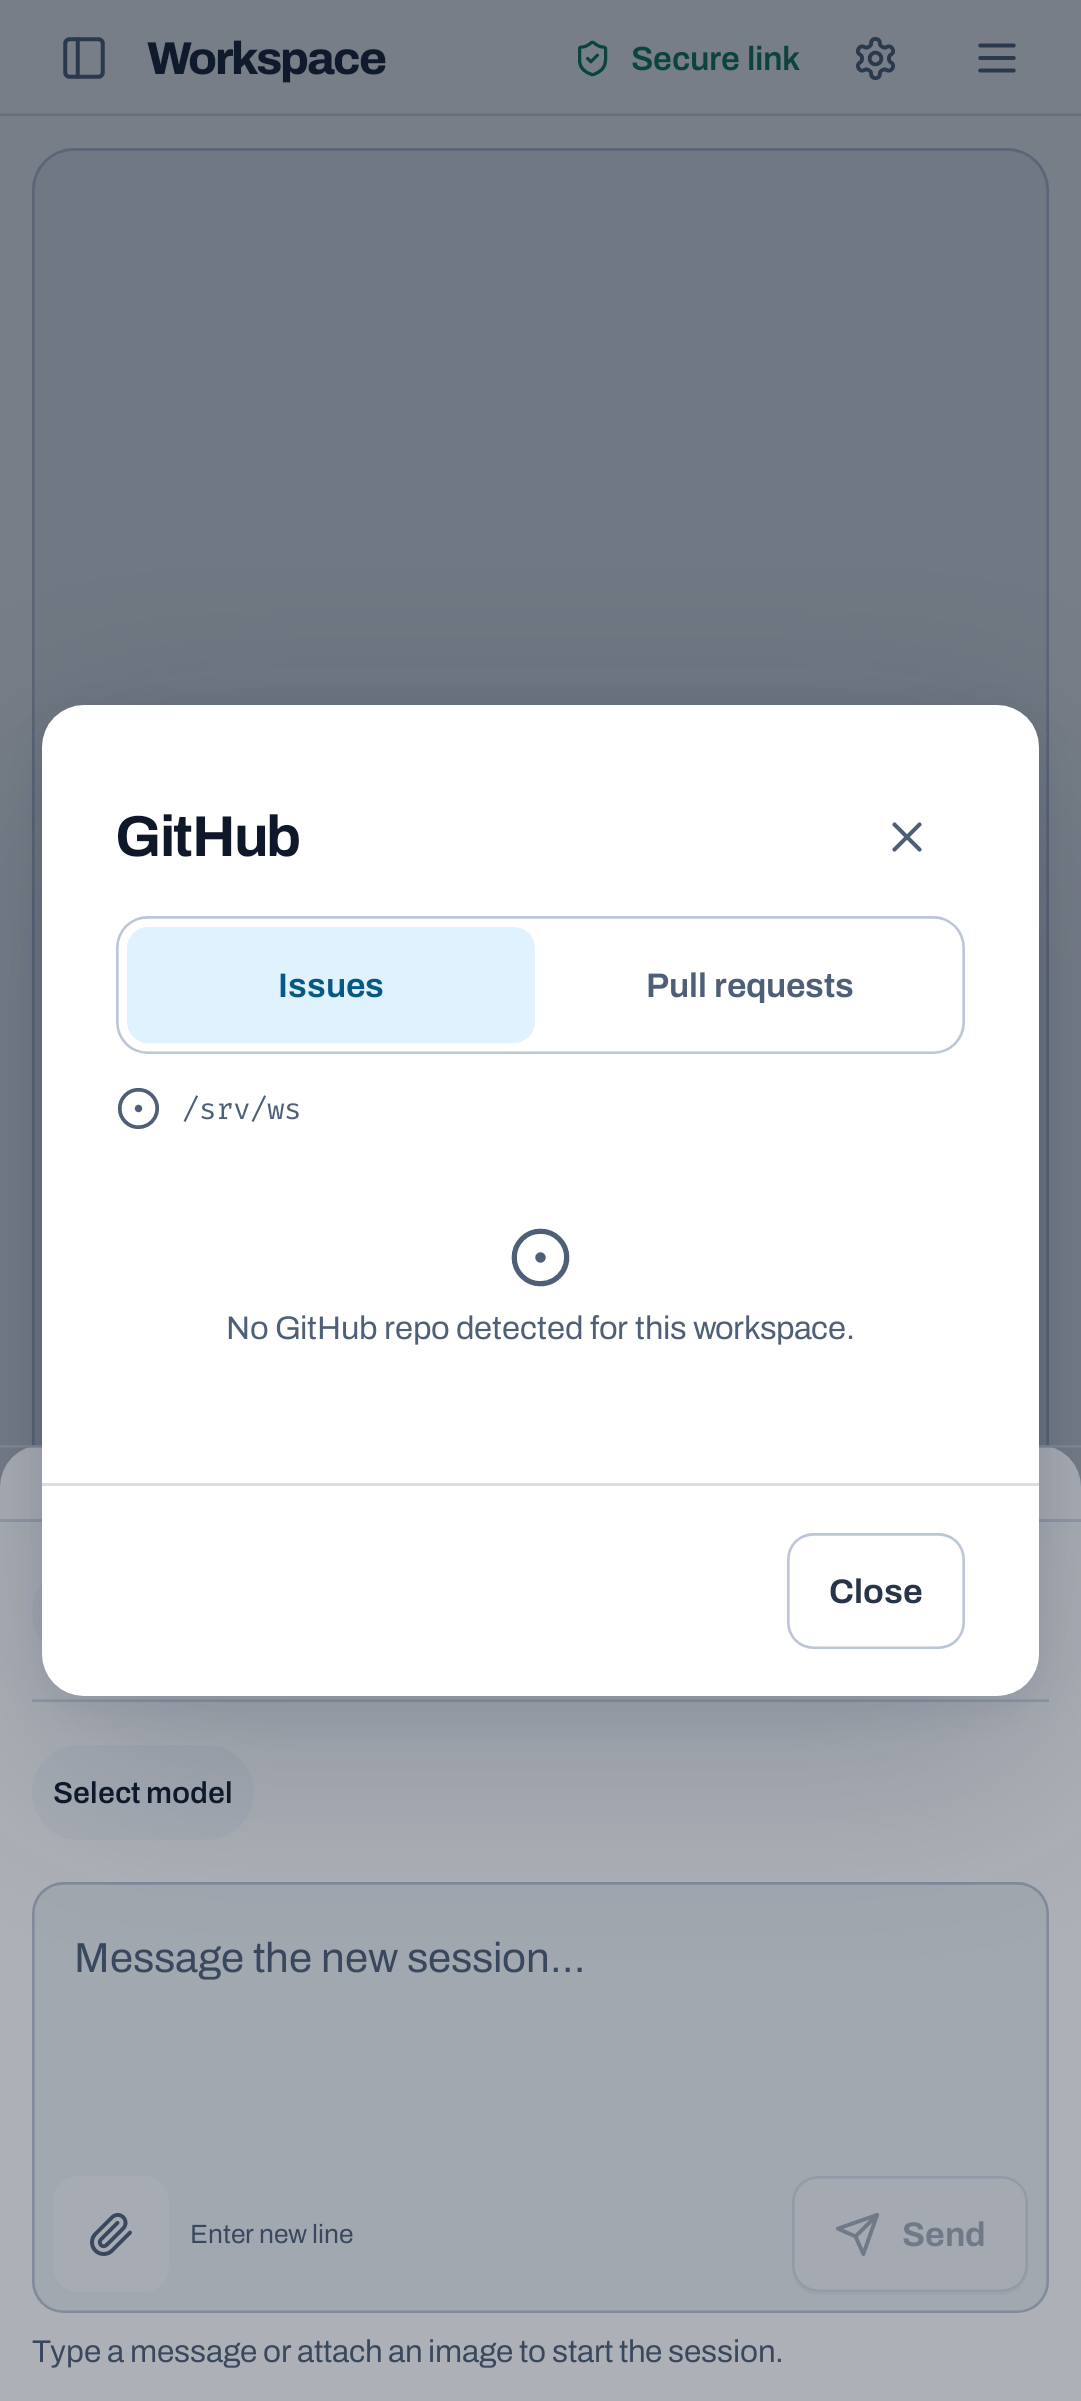 Workspace
Secure link
GitHub
Issues
Pull requests
/srv/ws
No GitHub repo detected for this workspace.
Close
Select model
Message the new session...
Enter new line
Send
Type a message or attach an image to start the session.